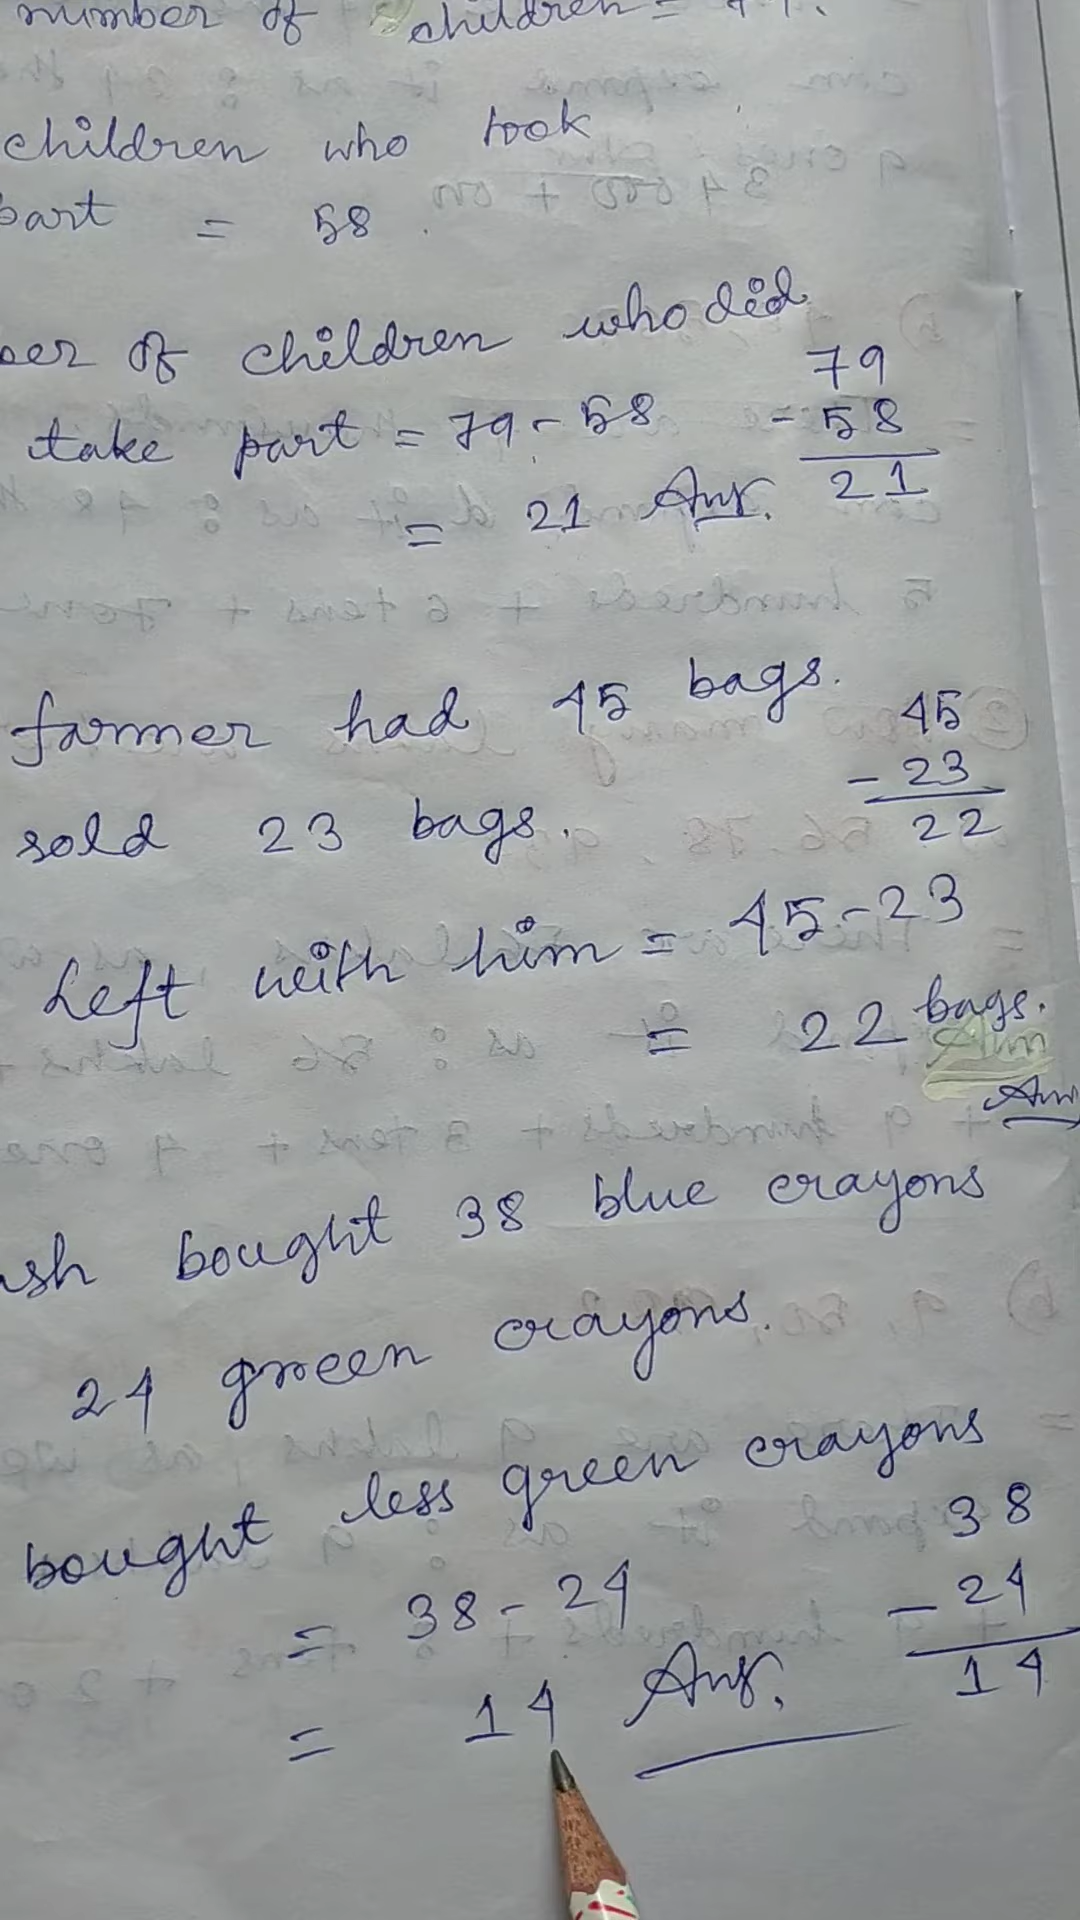 number of children = 79.
children who took
part = 58.
ber of children who did
take part = 79 - 58
= 21 Ans.
79
- 58
21
farmer had 45 bags.
sold 23 bags.
45
- 23
22
Left with him = 45 - 23
= 22 bags.
Ans
ash bought 38 blue crayons
24 green crayons.
bought less green crayons
= 38 - 24
= 14 Ans.
38
- 24
14